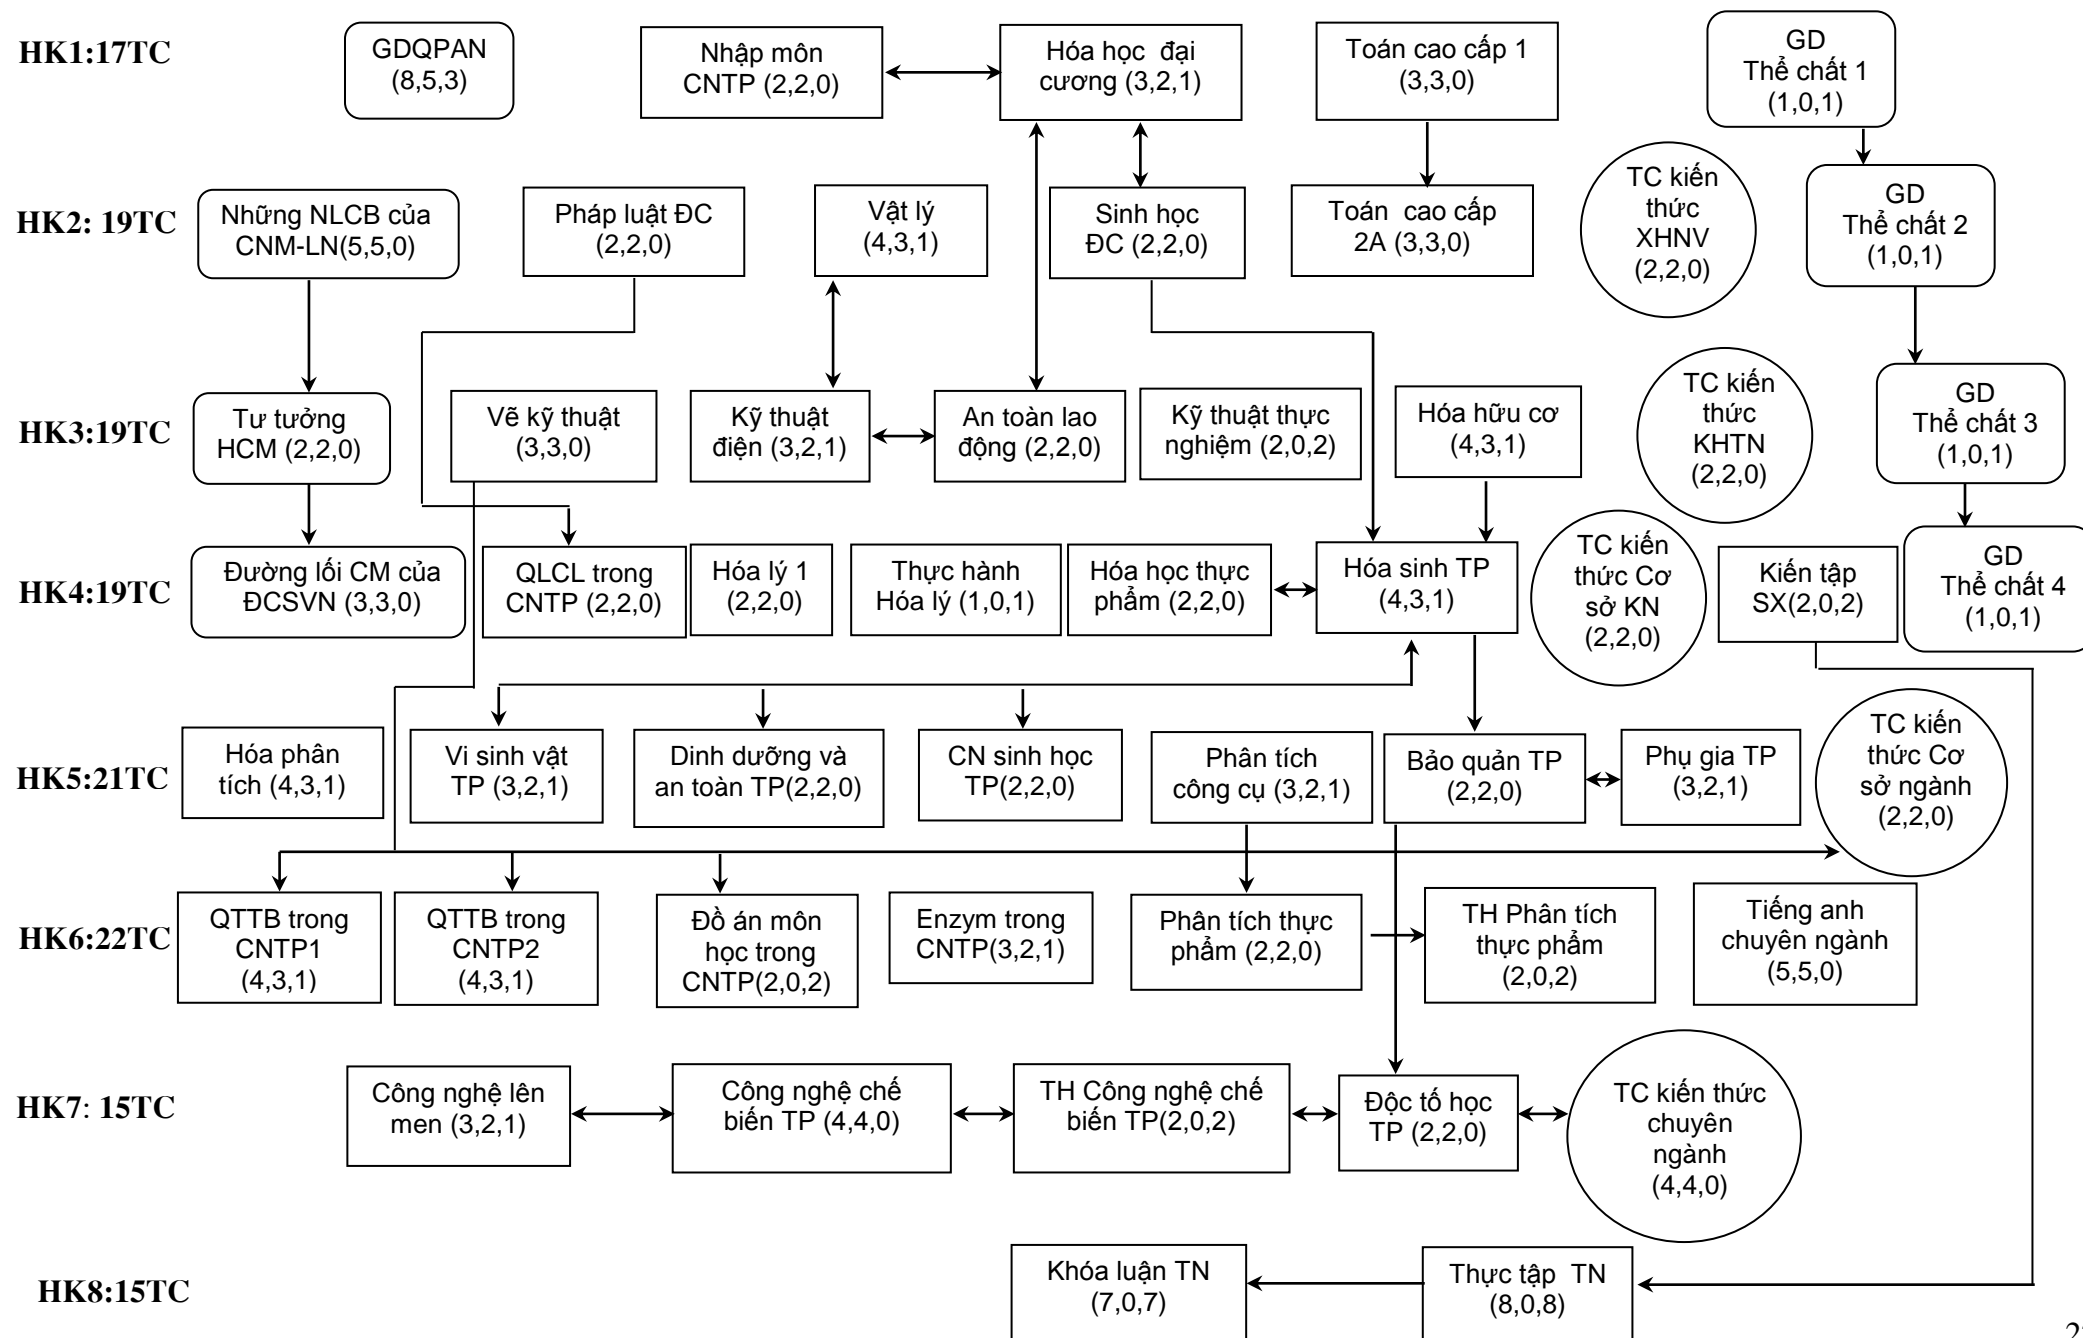 HK1:17TC
GDQPAN
(8,5,3)
Nhập môn
CNTP (2,2,0)
Hóa học đại
cương (3,2,1)
Toán cao cấp 1
(3,3,0)
GD
Thể chất 1
(1,0,1)
HK2: 19TC
Những NLCB của
CNM-LN(5,5,0)
Pháp luật ĐC
(2,2,0)
Vật lý
(4,3,1)
Sinh học
ĐC (2,2,0)
Toán cao cấp
2A (3,3,0)
TC kiến
thức
XHNV
(2,2,0)
GD
Thể chất 2
(1,0,1)
HK3:19TC
Tư tưởng
HCM (2,2,0)
Vẽ kỹ thuật
(3,3,0)
Kỹ thuật
điện (3,2,1)
An toàn lao
động (2,2,0)
Kỹ thuật thực
nghiệm (2,0,2)
Hóa hữu cơ
(4,3,1)
TC kiến
thức
KHTN
(2,2,0)
GD
Thể chất 3
(1,0,1)
HK4:19TC
Đường lối CM của
ĐCSVN (3,3,0)
QLCL trong
CNTP (2,2,0)
Hóa lý 1
(2,2,0)
Thực hành
Hóa lý (1,0,1)
Hóa học thực
phẩm (2,2,0)
Hóa sinh TP
(4,3,1)
TC kiến
thức Cơ
sở KN
(2,2,0)
Kiến tập
SX(2,0,2)
GD
Thể chất 4
(1,0,1)
HK5:21TC
Hóa phân
tích (4,3,1)
Vi sinh vật
TP (3,2,1)
Dinh dưỡng và
an toàn TP(2,2,0)
CN sinh học
TP(2,2,0)
Phân tích
công cụ (3,2,1)
Bảo quản TP
(2,2,0)
Phụ gia TP
(3,2,1)
TC kiến
thức Cơ
sở ngành
(2,2,0)
HK6:22TC
QTTB trong
CNTP1
(4,3,1)
QTTB trong
CNTP2
(4,3,1)
Đồ án môn
học trong
CNTP(2,0,2)
Enzym trong
CNTP(3,2,1)
Phân tích thực
phẩm (2,2,0)
TH Phân tích
thực phẩm
(2,0,2)
Tiếng anh
chuyên ngành
(5,5,0)
HK7: 15TC
Công nghệ lên
men (3,2,1)
Công nghệ chế
biến TP (4,4,0)
TH Công nghệ chế
biến TP(2,0,2)
Độc tố học
TP (2,2,0)
TC kiến thức
chuyên
ngành
(4,4,0)
HK8:15TC
Khóa luận TN
(7,0,7)
Thực tập TN
(8,0,8)